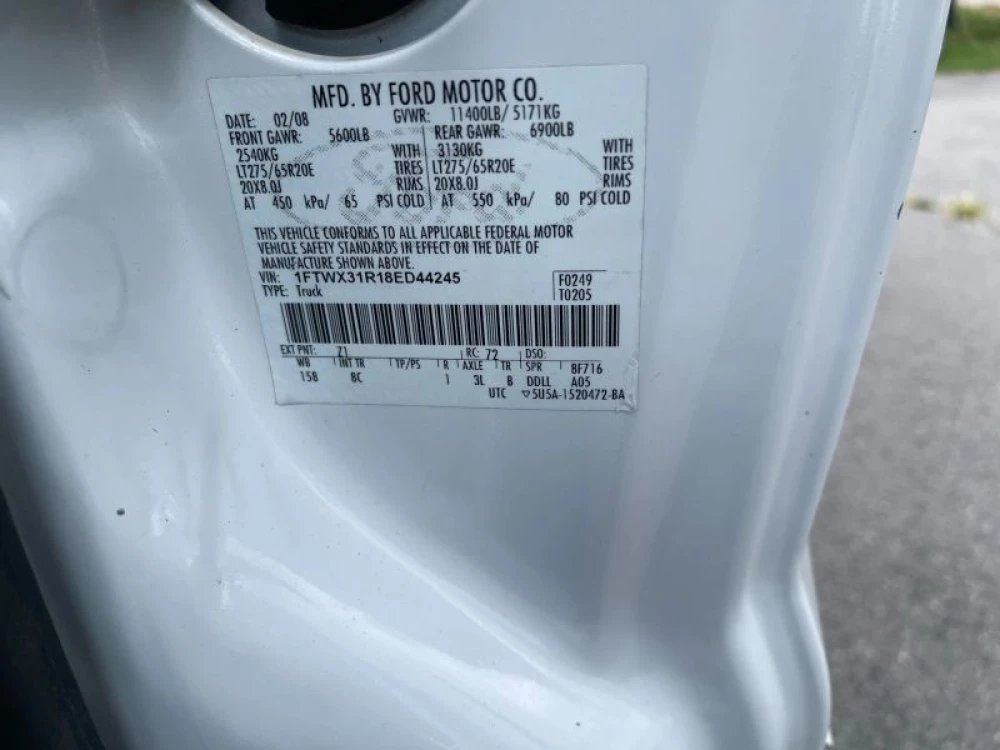 MFD. BY FORD MOTOR CO.
DATE: 02/08 GVWR: 11400LB/ 5171KG
FRONT GAWR: 5600LB REAR GAWR: 6900LB
2540KG WITH 3130KG WITH
LT275/65R20E TIRES LT275/65R20E TIRES
20X8.0J RIMS 20X8.0J RIMS
AT 450 kPa/ 65 PSI COLD AT 550 kPa/ 80 PSI COLD
THIS VEHICLE CONFORMS TO ALL APPLICABLE FEDERAL MOTOR
VEHICLE SAFETY STANDARDS IN EFFECT ON THE DATE OF
MANUFACTURE SHOWN ABOVE.
VIN: 1FTWX31R18ED44245 F0249
TYPE: Truck T0205
EXT PNT: Z1 RC: 72 DSO:
WB INT TR TP/PS R AXLE TR SPR 8F716
158 8C 1 3L B DDLL A05
UTC ▽5U5A-1520472-BA